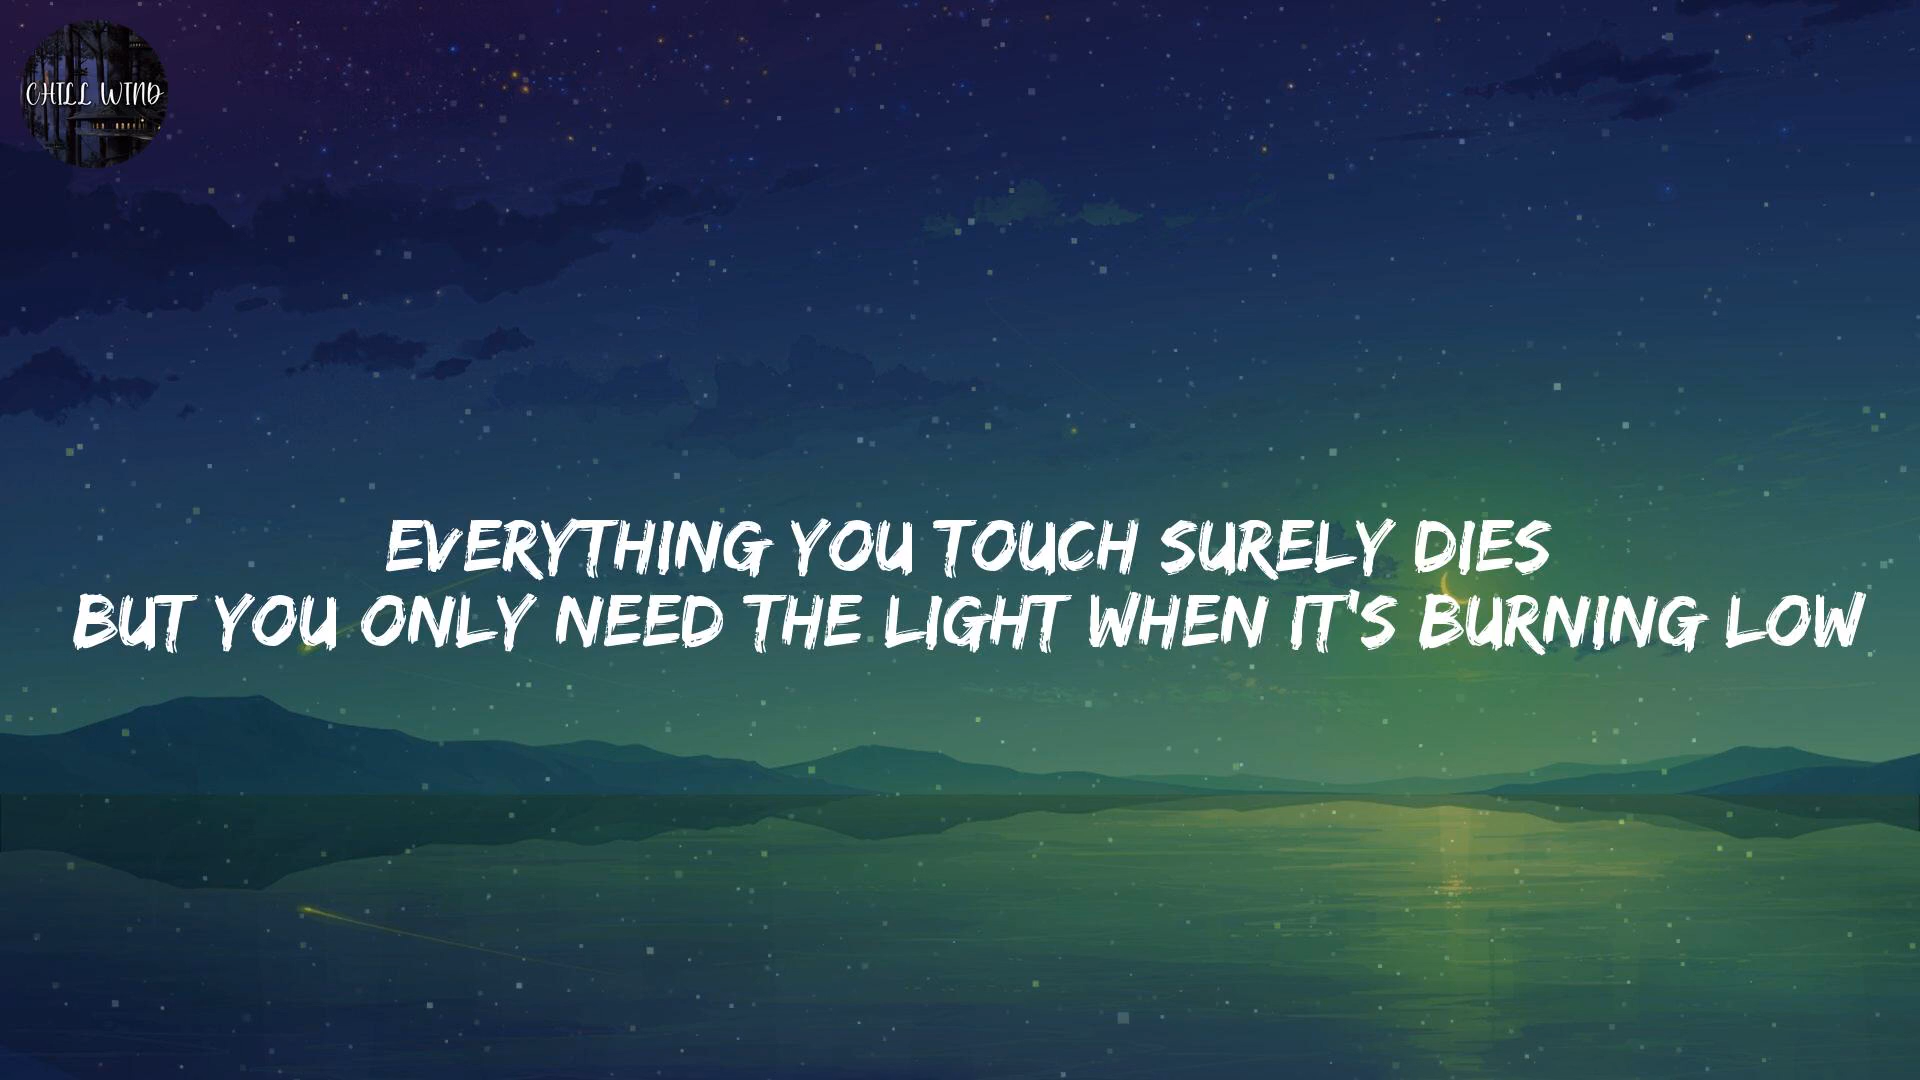 CHILL WIND
EVERYTHING YOU TOUCH SURELY DIES
BUT YOU ONLY NEED THE LIGHT WHEN IT'S BURNING LOW